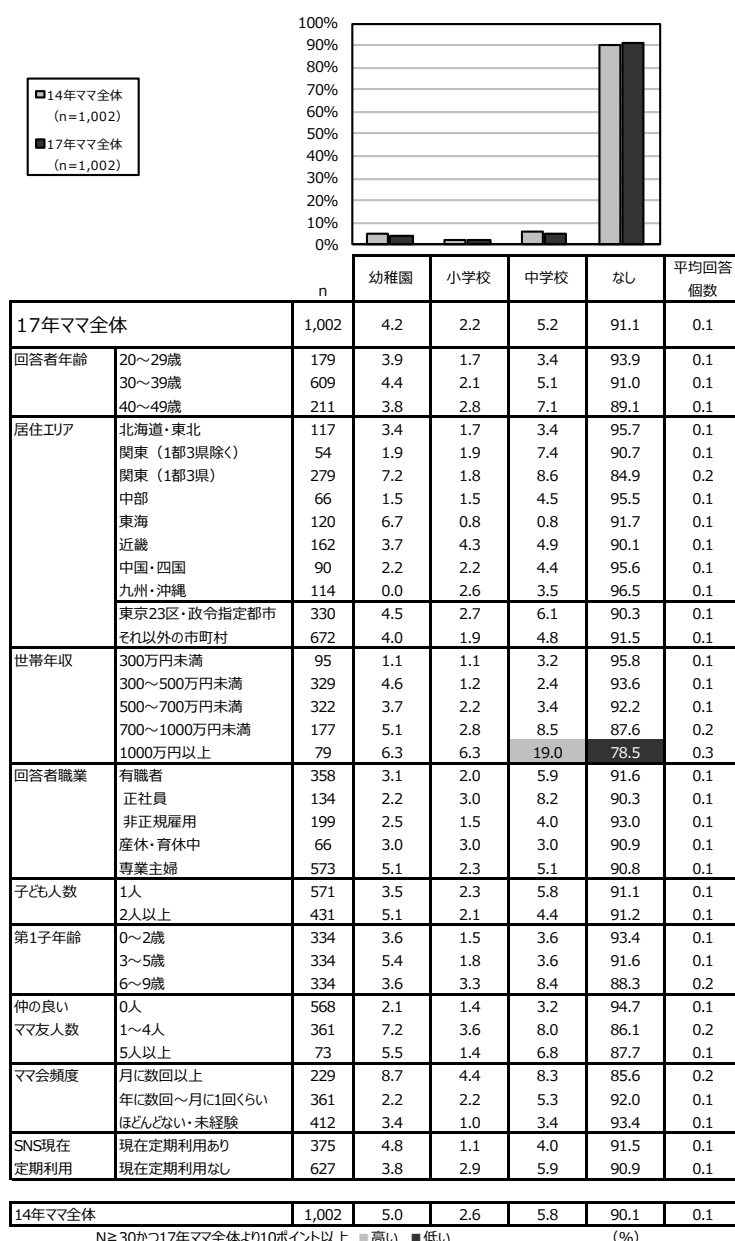 100%
90%
80%
70%
60%
50%
40%
30%
20%
10%
0%
14年ママ全体
(n=1,002)
17年ママ全体
(n=1,002)
n 幼稚園 小学校 中学校 なし 平均回答個数
17年ママ全体 1,002 4.2 2.2 5.2 91.1 0.1
回答者年齢 20～29歳 179 3.9 1.7 3.4 93.9 0.1
30～39歳 609 4.4 2.1 5.1 91.0 0.1
40～49歳 211 3.8 2.8 7.1 89.1 0.1
居住エリア 北海道・東北 117 3.4 1.7 3.4 95.7 0.1
関東（1都3県除く） 54 1.9 1.9 7.4 90.7 0.1
関東（1都3県） 279 7.2 1.8 8.6 84.9 0.2
中部 66 1.5 1.5 4.5 95.5 0.1
東海 120 6.7 0.8 0.8 91.7 0.1
近畿 162 3.7 4.3 4.9 90.1 0.1
中国・四国 90 2.2 2.2 4.4 95.6 0.1
九州・沖縄 114 0.0 2.6 3.5 96.5 0.1
東京23区・政令指定都市 330 4.5 2.7 6.1 90.3 0.1
それ以外の市町村 672 4.0 1.9 4.8 91.5 0.1
世帯年収 300万円未満 95 1.1 1.1 3.2 95.8 0.1
300～500万円未満 329 4.6 1.2 2.4 93.6 0.1
500～700万円未満 322 3.7 2.2 3.4 92.2 0.1
700～1000万円未満 177 5.1 2.8 8.5 87.6 0.2
1000万円以上 79 6.3 6.3 19.0 78.5 0.3
回答者職業 有職者 358 3.1 2.0 5.9 91.6 0.1
正社員 134 2.2 3.0 8.2 90.3 0.1
非正規雇用 199 2.5 1.5 4.0 93.0 0.1
産休・育休中 66 3.0 3.0 3.0 90.9 0.1
専業主婦 573 5.1 2.3 5.1 90.8 0.1
子ども人数 1人 571 3.5 2.3 5.8 91.1 0.1
2人以上 431 5.1 2.1 4.4 91.2 0.1
第1子年齢 0～2歳 334 3.6 1.5 3.6 93.4 0.1
3～5歳 334 5.4 1.8 3.6 91.6 0.1
6～9歳 334 3.6 3.3 8.4 88.3 0.2
仲の良い 0人 568 2.1 1.4 3.2 94.7 0.1
ママ友人数 1～4人 361 7.2 3.6 8.0 86.1 0.2
5人以上 73 5.5 1.4 6.8 87.7 0.1
ママ会頻度 月に数回以上 229 8.7 4.4 8.3 85.6 0.2
年に数回～月に1回くらい 361 2.2 2.2 5.3 92.0 0.1
ほどんどない・未経験 412 3.4 1.0 3.4 93.4 0.1
SNS現在 現在定期利用あり 375 4.8 1.1 4.0 91.5 0.1
定期利用 現在定期利用なし 627 3.8 2.9 5.9 90.9 0.1
14年ママ全体 1,002 5.0 2.6 5.8 90.1 0.1
N≧30かつ17年ママ全体より10ポイント以上 ■高い ■低い (%)